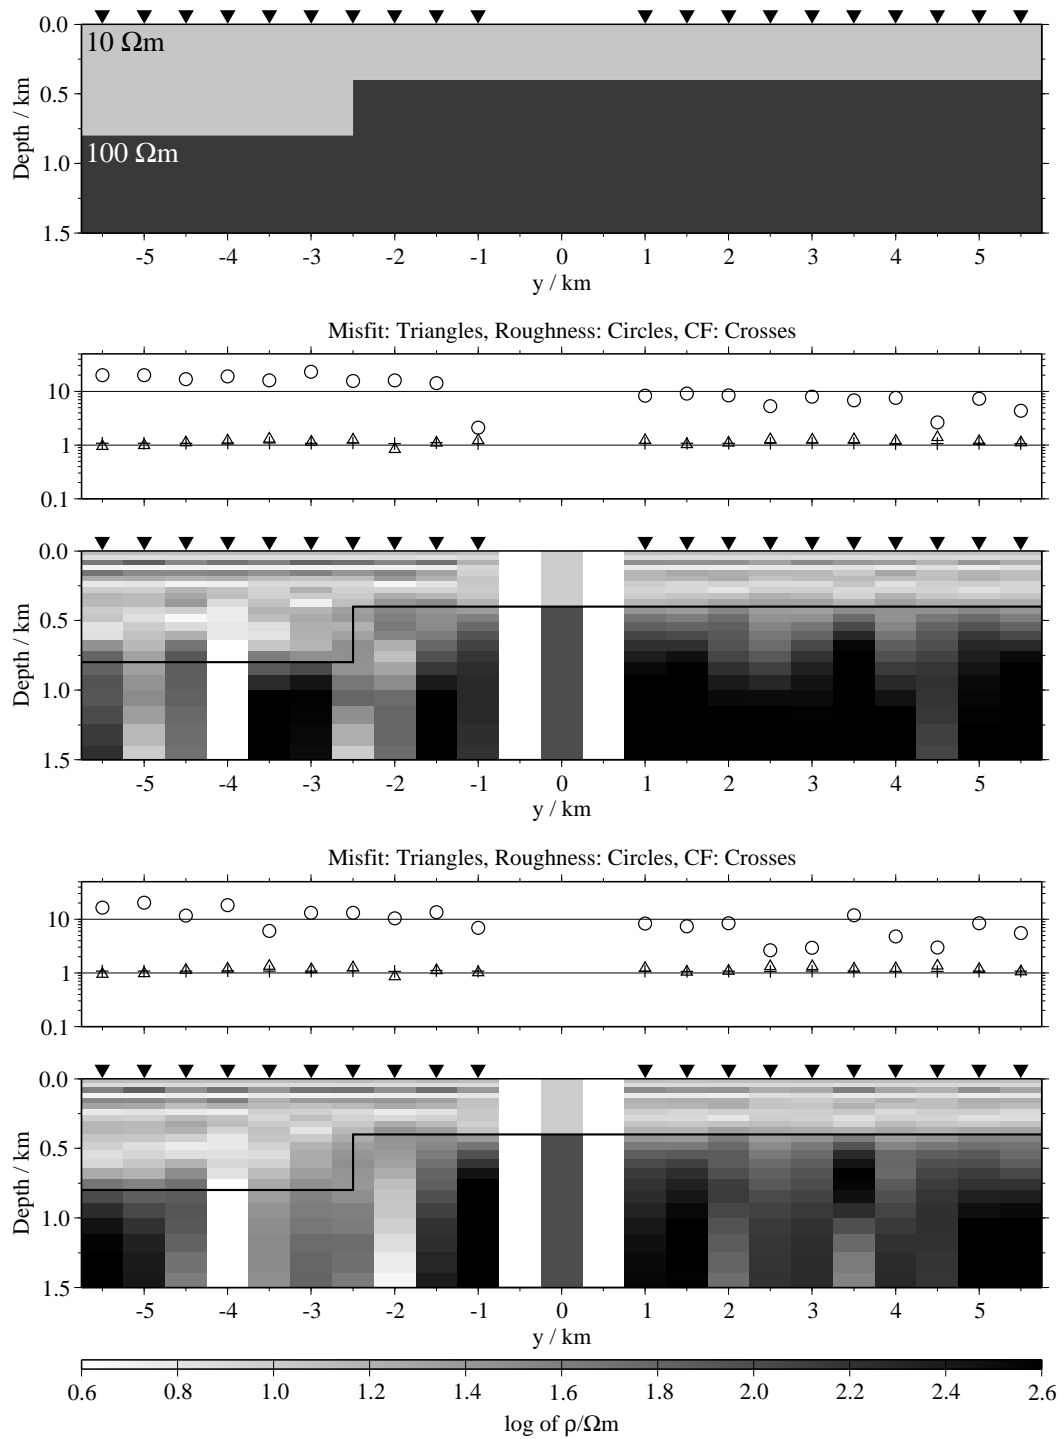 0.0
10 Ωm
0.5
1.0
100 Ωm
1.5
Depth / km
-5 -4 -3 -2 -1 0 1 2 3 4 5
y / km
Misfit: Triangles, Roughness: Circles, CF: Crosses
10
1
0.1
0.0
0.5
1.0
1.5
Depth / km
-5 -4 -3 -2 -1 0 1 2 3 4 5
y / km
Misfit: Triangles, Roughness: Circles, CF: Crosses
10
1
0.1
0.0
0.5
1.0
1.5
Depth / km
-5 -4 -3 -2 -1 0 1 2 3 4 5
y / km
0.6 0.8 1.0 1.2 1.4 1.6 1.8 2.0 2.2 2.4 2.6
log of ρ/Ωm